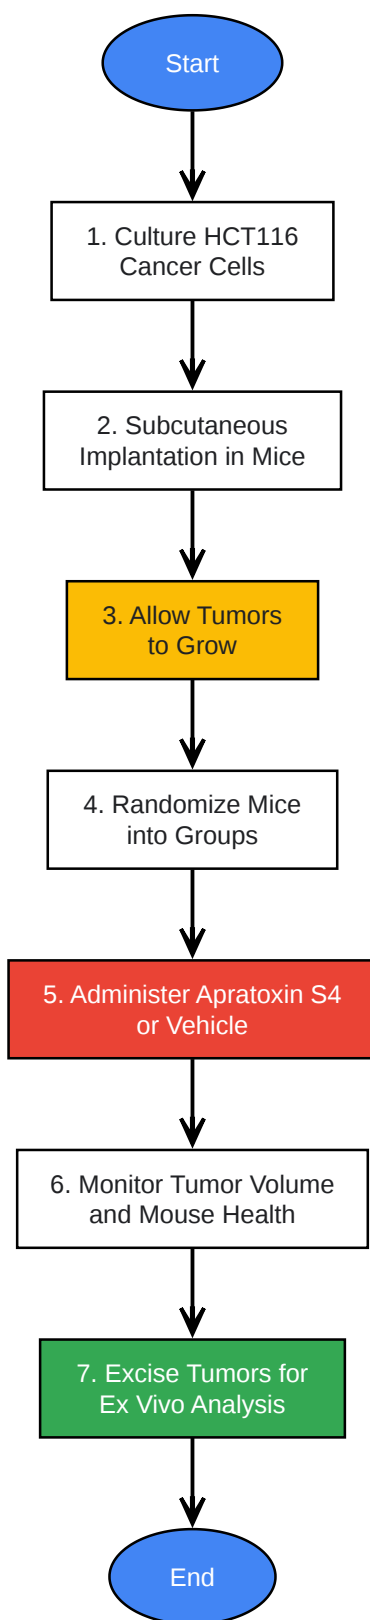 Start
1. Culture HCT116
Cancer Cells
2. Subcutaneous
Implantation in Mice
3. Allow Tumors
to Grow
4. Randomize Mice
into Groups
5. Administer Apratoxin S4
or Vehicle
6. Monitor Tumor Volume
and Mouse Health
7. Excise Tumors for
Ex Vivo Analysis
End